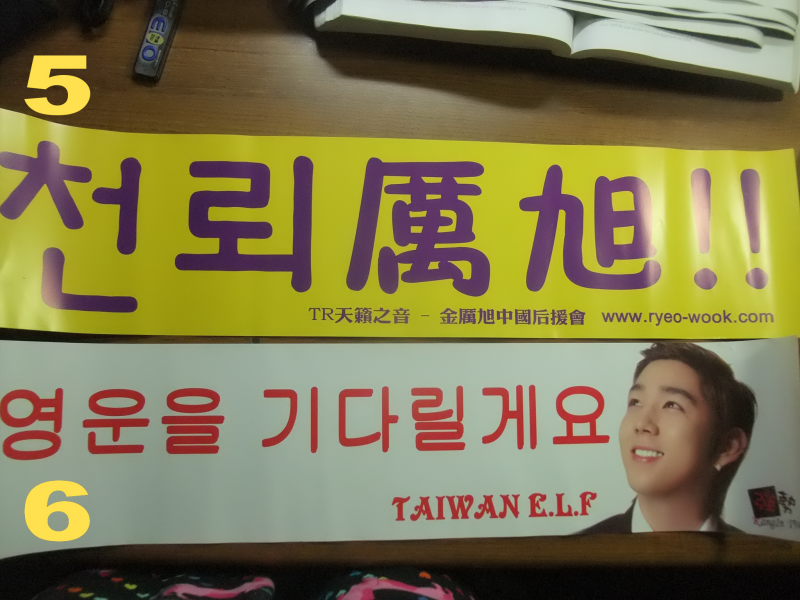 5
천뢰厲旭!!
TR天籟之音 - 金厲旭中國后援會 www.ryeo-wook.com
영운을 기다릴게요
6
TAIWAN E.L.F